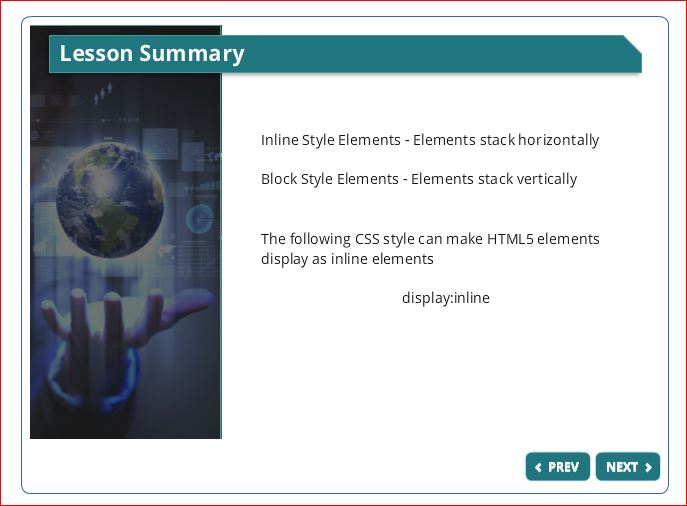 Lesson Summary
Inline Style Elements - Elements stack horizontally
Block Style Elements - Elements stack vertically
The following CSS style can make HTML5 elements
display as inline elements
display:inline
PREV
NEXT